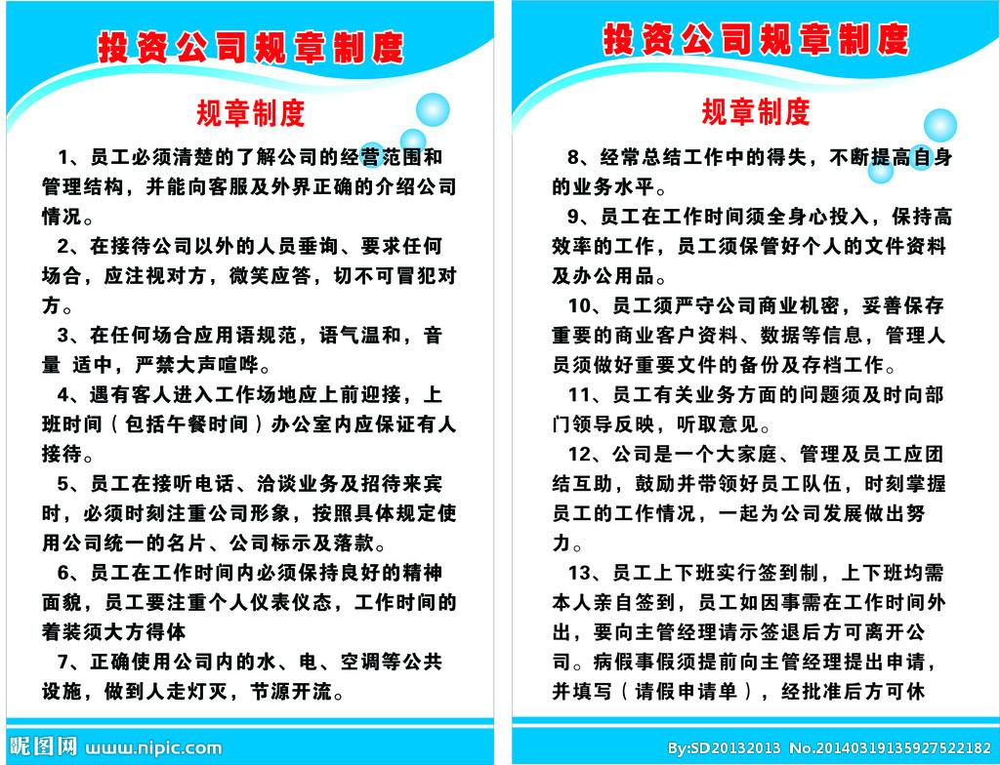 投资公司规章制度
规章制度
1、员工必须清楚的了解公司的经营范围和
管理结构，并能向客服及外界正确的介绍公司
情况。
2、在接待公司以外的人员垂询、要求任何
场合，应注视对方，微笑应答，切不可冒犯对
方。
3、在任何场合应用语规范，语气温和，音
量 适中，严禁大声喧哗。
4、遇有客人进入工作场地应上前迎接，上
班时间（包括午餐时间）办公室内应保证有人
接待。
5、员工在接听电话、洽谈业务及招待来宾
时，必须时刻注重公司形象，按照具体规定使
用公司统一的名片、公司标示及落款。
6、员工在工作时间内必须保持良好的精神
面貌，员工要注重个人仪表仪态，工作时间的
着装须大方得体
7、正确使用公司内的水、电、空调等公共
设施，做到人走灯灭，节源开流。
昵图网 www.nipic.com
投资公司规章制度
规章制度
8、经常总结工作中的得失，不断提高自身
的业务水平。
9、员工在工作时间须全身心投入，保持高
效率的工作，员工须保管好个人的文件资料
及办公用品。
10、员工须严守公司商业机密，妥善保存
重要的商业客户资料、数据等信息，管理人
员须做好重要文件的备份及存档工作。
11、员工有关业务方面的问题须及时向部
门领导反映，听取意见。
12、公司是一个大家庭、管理及员工应团
结互助，鼓励并带领好员工队伍，时刻掌握
员工的工作情况，一起为公司发展做出努
力。
13、员工上下班实行签到制，上下班均需
本人亲自签到，员工如因事需在工作时间外
出，要向主管经理请示签退后方可离开公
司。病假事假须提前向主管经理提出申请，
并填写（请假申请单），经批准后方可休
By:SD20132013 No.20140319135927522182